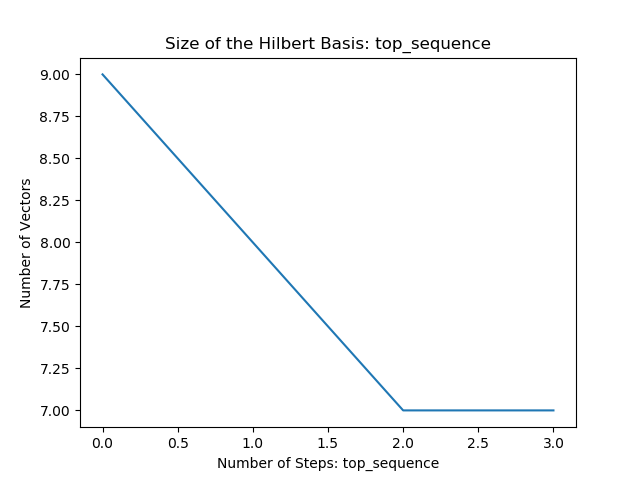 Size of the Hilbert Basis: top_sequence
Number of Vectors
9.00
8.75
8.50
8.25
8.00
7.75
7.50
7.25
7.00
0.0 0.5 1.0 1.5 2.0 2.5 3.0
Number of Steps: top_sequence